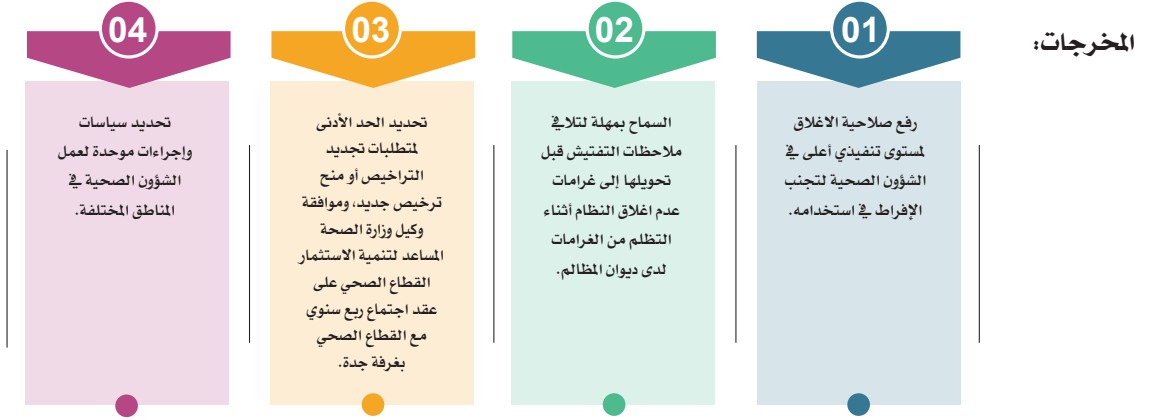 المخرجات:
01
رفع صلاحية الاغلاق
لمستوى تنفيذي أعلى في
الشؤون الصحية لتجنب
الإفراط في استخدامه.
02
السماح بمهلة لتلافي
ملاحظات التفتيش قبل
تحويلها إلى غرامات
عدم اغلاق النظام أثناء
التظلم من الغرامات
لدى ديوان المظالم.
03
تحديد الحد الأدنى
لمتطلبات تجديد
التراخيص أو منح
ترخيص جديد، وموافقة
وكيل وزارة الصحة
المساعد لتنمية الاستثمار
القطاع الصحي على
عقد اجتماع ربع سنوي
مع القطاع الصحي
بغرفة جدة.
04
تحديد سياسات
وإجراءات موحدة لعمل
الشؤون الصحية في
المناطق المختلفة.